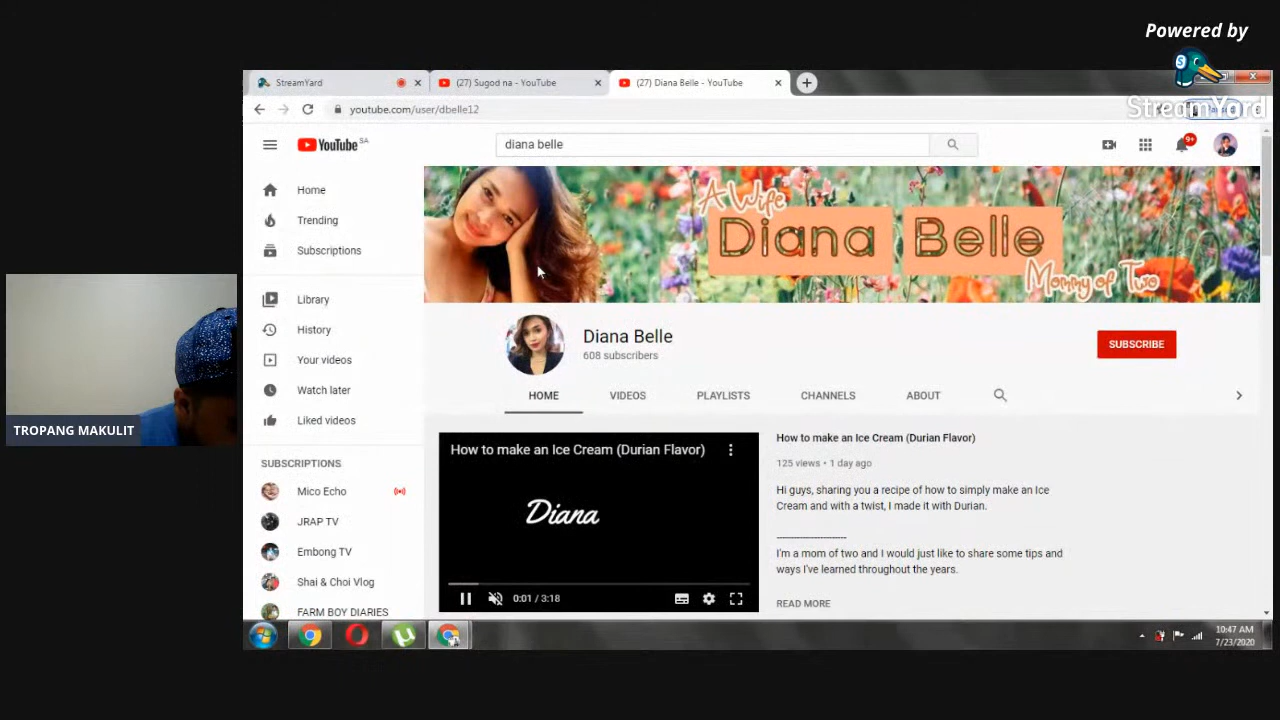 Powered by
StreamYard
StreamYard
(27) Sugod na - YouTube
(27) Diana Belle - YouTube
youtube.com/user/dbelle12
YouTube SA
diana belle
9+
Home
Trending
Subscriptions
Library
History
Your videos
Watch later
Liked videos
SUBSCRIPTIONS
Mico Echo
JRAP TV
Embong TV
Shai & Choi Vlog
FARM BOY DIARIES
A Wife
Diana Belle
Mommy of Two
Diana Belle
608 subscribers
SUBSCRIBE
HOME
VIDEOS
PLAYLISTS
CHANNELS
ABOUT
How to make an Ice Cream (Durian Flavor)
Diana
0:01 / 3:18
How to make an Ice Cream (Durian Flavor)
125 views • 1 day ago
Hi guys, sharing you a recipe of how to simply make an Ice
Cream and with a twist, I made it with Durian.
-----------------------
I'm a mom of two and I would just like to share some tips and
ways I've learned throughout the years.
READ MORE
TROPANG MAKULIT
10:47 AM
7/23/2020